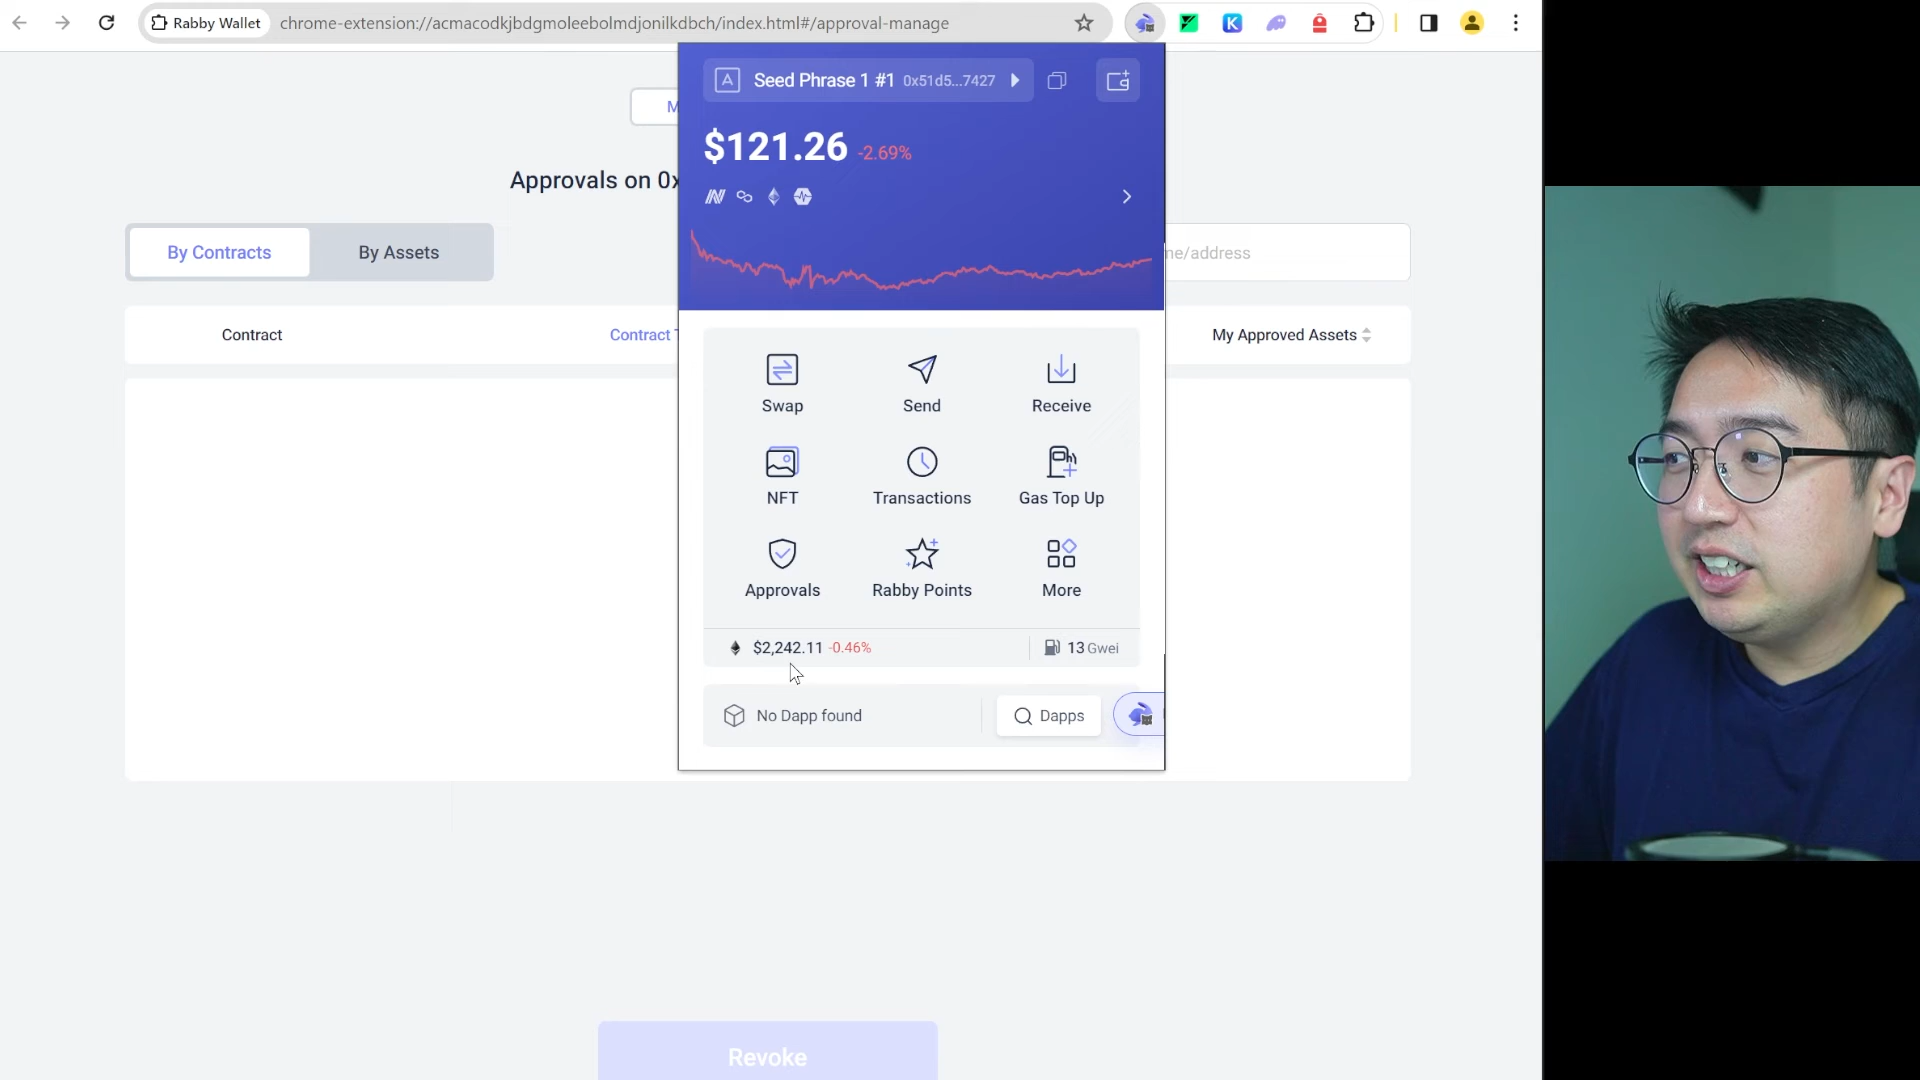 Rabby Wallet
chrome-extension://acmacodkjbdgmoleebolmdjonilkdbch/index.html#/approval-manage
K
M
Approvals on 0x
By Contracts
By Assets
me/address
Contract
Contract
My Approved Assets
A
Seed Phrase 1 #1
0x51d5...7427
$121.26
-2.69%
Swap
Send
Receive
NFT
Transactions
Gas Top Up
Approvals
Rabby Points
More
$2,242.11
-0.46%
13 Gwei
No Dapp found
Dapps
Revoke